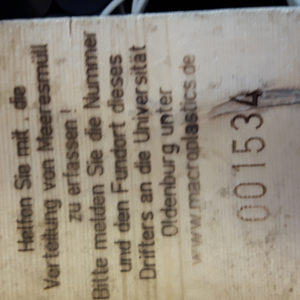 Helfen Sie mit, die
Verteilung von Meeresmüll
zu erfassen!
Bitte melden Sie die Nummer
und den Fundort dieses
Drifters an die Universität
Oldenburg unter
www.macroplastics.de
001534